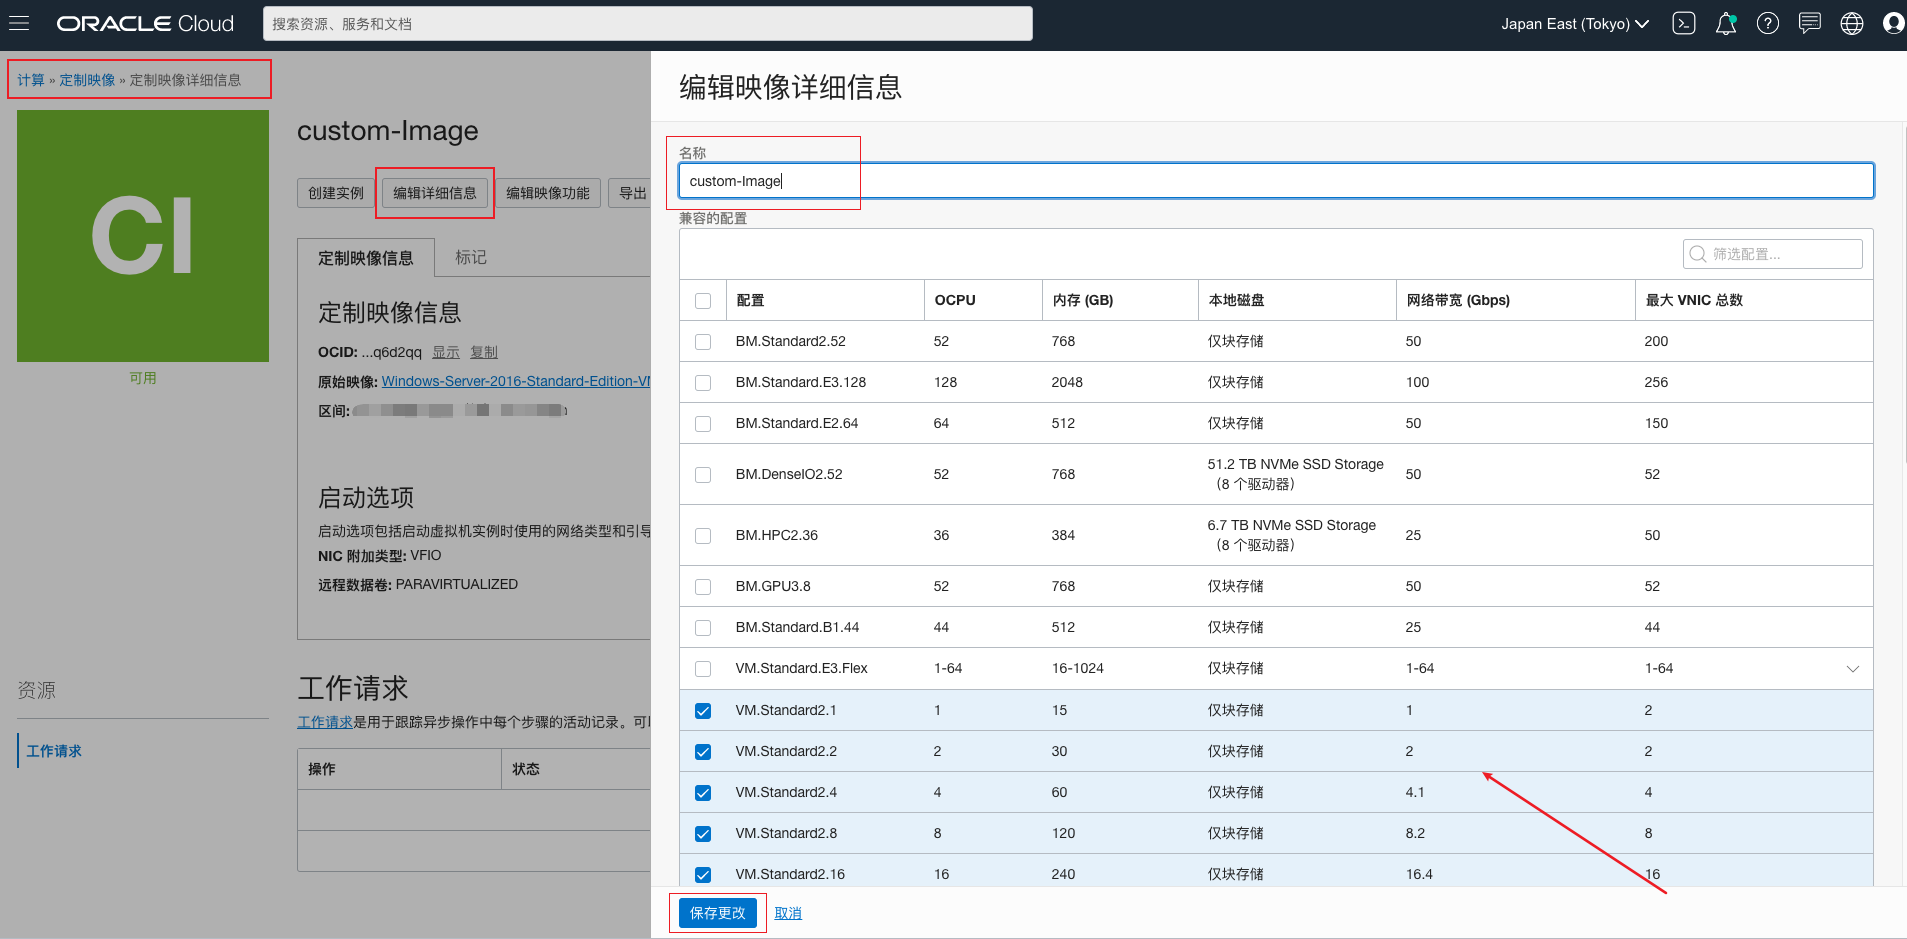 ORACLE Cloud
搜索资源、服务和文档
Japan East (Tokyo)
计算 » 定制映像 » 定制映像详细信息
CI
可用
custom-Image
创建实例 编辑详细信息 编辑映像功能 导出
定制映像信息 标记
定制映像信息
OCID: ...q6d2qq 显示 复制
原始映像: Windows-Server-2016-Standard-Edition-VM
区间:
启动选项
启动选项包括启动虚拟机实例时使用的网络类型和引导
NIC 附加类型: VFIO
远程数据卷: PARAVIRTUALIZED
资源
工作请求
工作请求
工作请求是用于跟踪异步操作中每个步骤的活动记录。可以
操作 状态
编辑映像详细信息
名称
custom-Image
兼容的配置
筛选配置...
配置 OCPU 内存 (GB) 本地磁盘 网络带宽 (Gbps) 最大 VNIC 总数
BM.Standard2.52 52 768 仅块存储 50 200
BM.Standard.E3.128 128 2048 仅块存储 100 256
BM.Standard.E2.64 64 512 仅块存储 50 150
BM.DenseIO2.52 52 768 51.2 TB NVMe SSD Storage 50 52
（8 个驱动器）
BM.HPC2.36 36 384 6.7 TB NVMe SSD Storage 25 50
（8 个驱动器）
BM.GPU3.8 52 768 仅块存储 50 52
BM.Standard.B1.44 44 512 仅块存储 25 44
VM.Standard.E3.Flex 1-64 16-1024 仅块存储 1-64 1-64
VM.Standard2.1 1 15 仅块存储 1 2
VM.Standard2.2 2 30 仅块存储 2 2
VM.Standard2.4 4 60 仅块存储 4.1 4
VM.Standard2.8 8 120 仅块存储 8.2 8
VM.Standard2.16 16 240 仅块存储 16.4 16
保存更改 取消